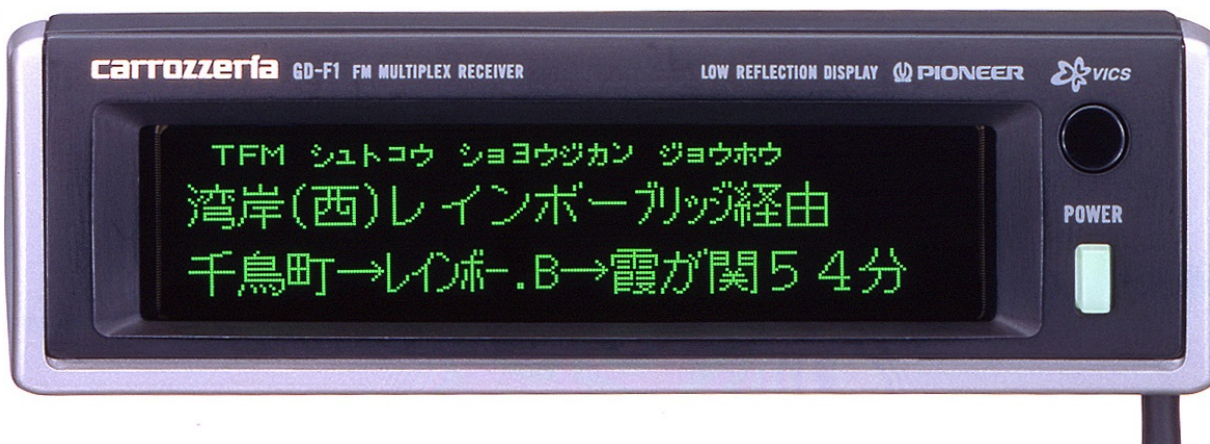 carrozzeria GD-F1 FM MULTIPLEX RECEIVER LOW REFLECTION DISPLAY PIONEER VICS
TFM シュトコウ ショヨウジカン ジョウホウ
湾岸(西)レインボーブリッジ経由
千鳥町→レインボー.B→霞が関54分
POWER